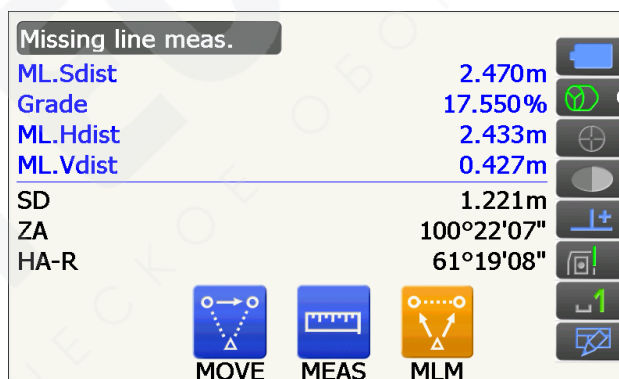 Missing line meas.
ML.Sdist 2.470m
Grade 17.550%
ML.Hdist 2.433m
ML.Vdist 0.427m
SD 1.221m
ZA 100°22'07"
HA-R 61°19'08"
1
MOVE MEAS MLM